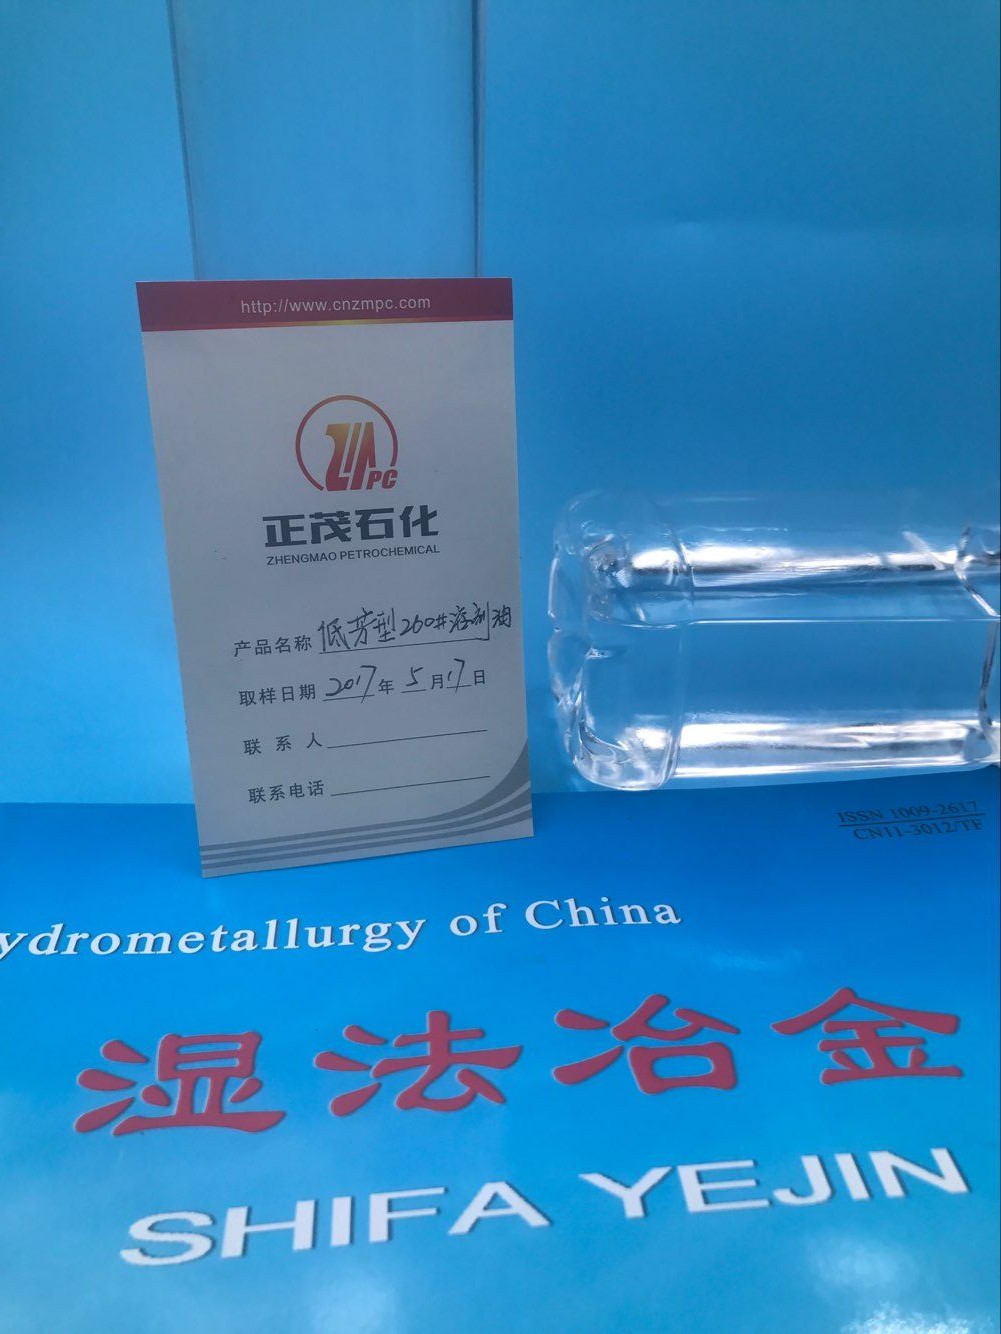 http://www.cnzmpc.com
ZMPC
正茂石化
ZHENGMAO PETROCHEMICAL
产品名称 低芳型260#溶剂油
取样日期 2017年 5月17日
联系人
联系电话
ISSN 1009-2617
CN11-3012/TF
ydrometallurgy of China
湿法冶金
SHIFA YEJIN